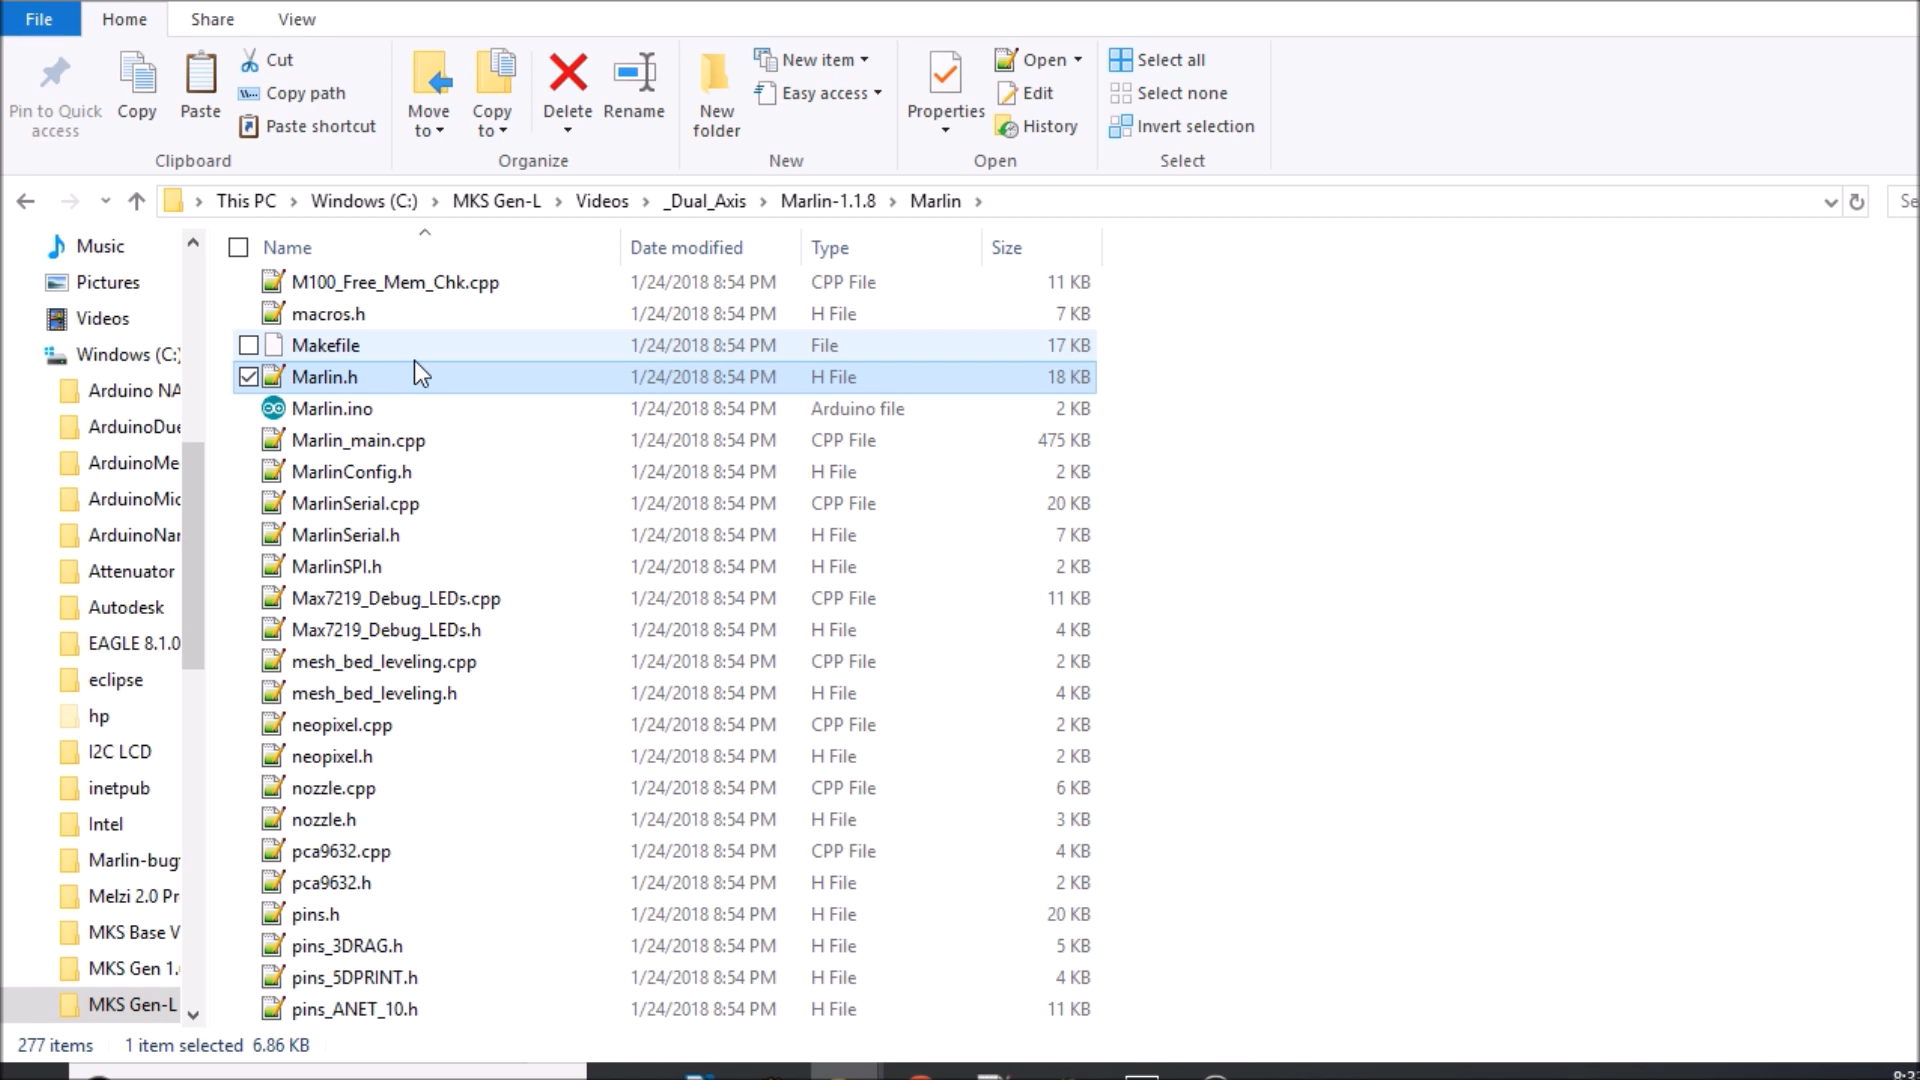 File Home Share View
Pin to Quick access
Copy
Paste
Cut
Copy path
Paste shortcut
Clipboard
Move to
Copy to
Delete
Rename
Organize
New folder
New item
Easy access
New
Properties
Open
Edit
History
Open
Select all
Select none
Invert selection
Select
This PC > Windows (C:) > MKS Gen-L > Videos > _Dual_Axis > Marlin-1.1.8 > Marlin >
Se
Music
Pictures
Videos
Windows (C:)
Arduino NA
ArduinoDue
ArduinoMe
ArduinoMic
ArduinoNar
Attenuator
Autodesk
EAGLE 8.1.0
eclipse
hp
I2C LCD
inetpub
Intel
Marlin-bug
Melzi 2.0 Pr
MKS Base V
MKS Gen 1.
MKS Gen-L
Name Date modified Type Size
M100_Free_Mem_Chk.cpp 1/24/2018 8:54 PM CPP File 11 KB
macros.h 1/24/2018 8:54 PM H File 7 KB
Makefile 1/24/2018 8:54 PM File 17 KB
Marlin.h 1/24/2018 8:54 PM H File 18 KB
Marlin.ino 1/24/2018 8:54 PM Arduino file 2 KB
Marlin_main.cpp 1/24/2018 8:54 PM CPP File 475 KB
MarlinConfig.h 1/24/2018 8:54 PM H File 2 KB
MarlinSerial.cpp 1/24/2018 8:54 PM CPP File 20 KB
MarlinSerial.h 1/24/2018 8:54 PM H File 7 KB
MarlinSPI.h 1/24/2018 8:54 PM H File 2 KB
Max7219_Debug_LEDs.cpp 1/24/2018 8:54 PM CPP File 11 KB
Max7219_Debug_LEDs.h 1/24/2018 8:54 PM H File 4 KB
mesh_bed_leveling.cpp 1/24/2018 8:54 PM CPP File 2 KB
mesh_bed_leveling.h 1/24/2018 8:54 PM H File 4 KB
neopixel.cpp 1/24/2018 8:54 PM CPP File 2 KB
neopixel.h 1/24/2018 8:54 PM H File 2 KB
nozzle.cpp 1/24/2018 8:54 PM CPP File 6 KB
nozzle.h 1/24/2018 8:54 PM H File 3 KB
pca9632.cpp 1/24/2018 8:54 PM CPP File 4 KB
pca9632.h 1/24/2018 8:54 PM H File 2 KB
pins.h 1/24/2018 8:54 PM H File 20 KB
pins_3DRAG.h 1/24/2018 8:54 PM H File 5 KB
pins_5DPRINT.h 1/24/2018 8:54 PM H File 4 KB
pins_ANET_10.h 1/24/2018 8:54 PM H File 11 KB
277 items 1 item selected 6.86 KB